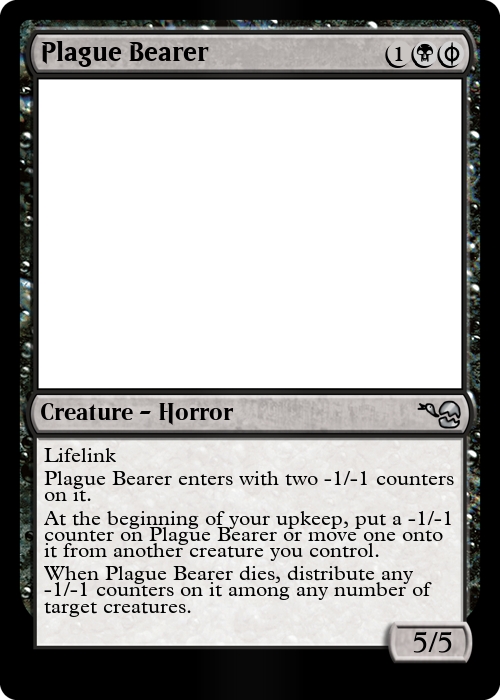 Plague Bearer 1
Creature – Horror
Lifelink
Plague Bearer enters with two -1/-1 counters
on it.
At the beginning of your upkeep, put a -1/-1
counter on Plague Bearer or move one onto
it from another creature you control.
When Plague Bearer dies, distribute any
-1/-1 counters on it among any number of
target creatures.
5/5